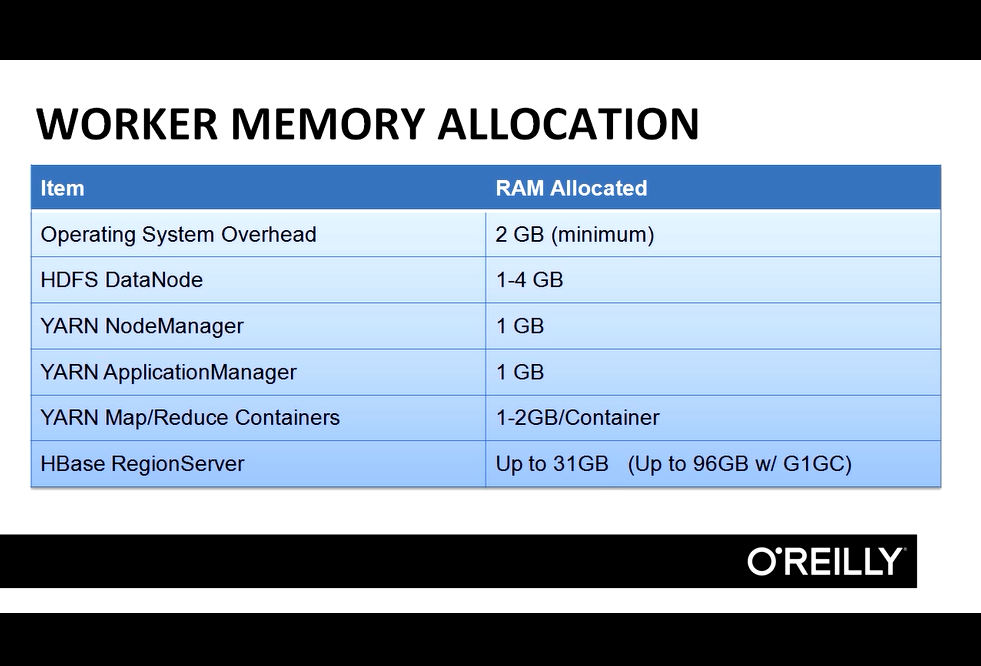 WORKER MEMORY ALLOCATION
Item RAM Allocated
Operating System Overhead 2 GB (minimum)
HDFS DataNode 1-4 GB
YARN NodeManager 1 GB
YARN ApplicationManager 1 GB
YARN Map/Reduce Containers 1-2GB/Container
HBase RegionServer Up to 31GB (Up to 96GB w/ G1GC)
O'REILLY